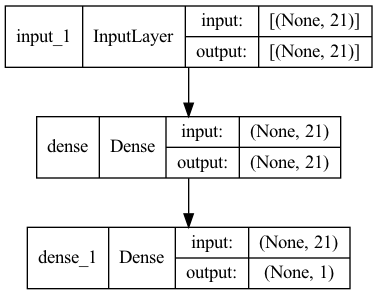 input_1 InputLayer input: [(None, 21)]
output: [(None, 21)]
dense Dense input: (None, 21)
output: (None, 21)
dense_1 Dense input: (None, 21)
output: (None, 1)